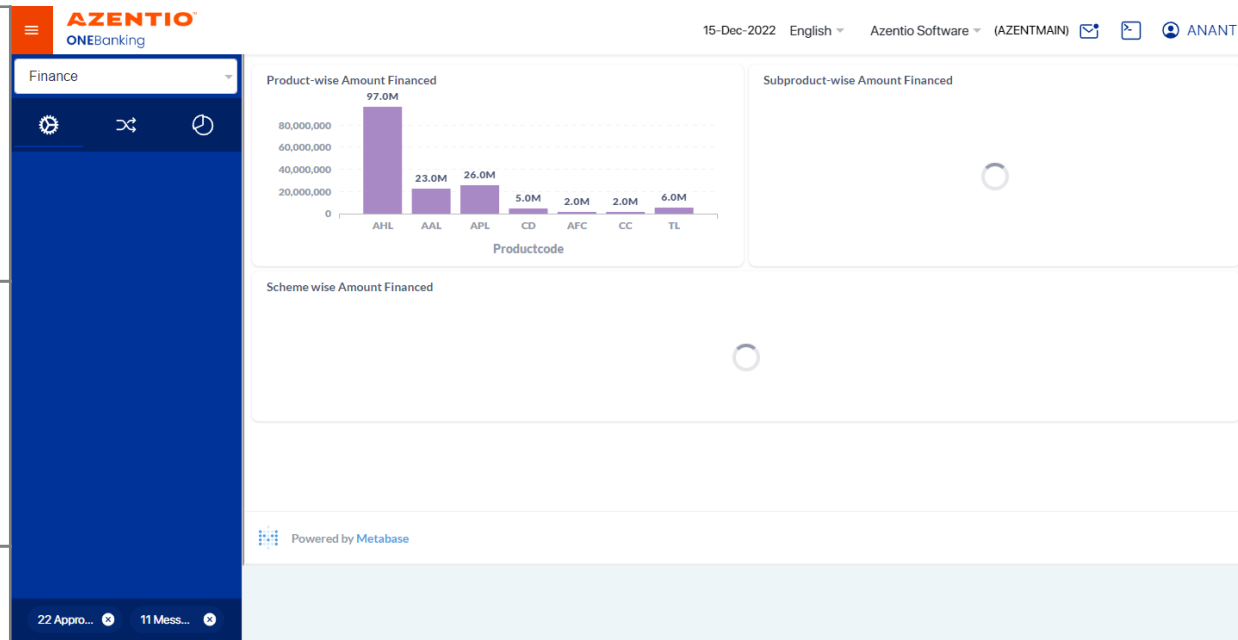 AZENTIO™
ONEBanking
15-Dec-2022 English Azentio Software (AZENTMAIN) ANANT
Finance
Product-wise Amount Financed
97.0M
80,000,000
60,000,000
40,000,000
20,000,000
0
23.0M
26.0M
5.0M
2.0M
2.0M
6.0M
AHL AAL APL CD AFC CC TL
Productcode
Subproduct-wise Amount Financed
Scheme wise Amount Financed
Powered by Metabase
22 Appro... 11 Mess...